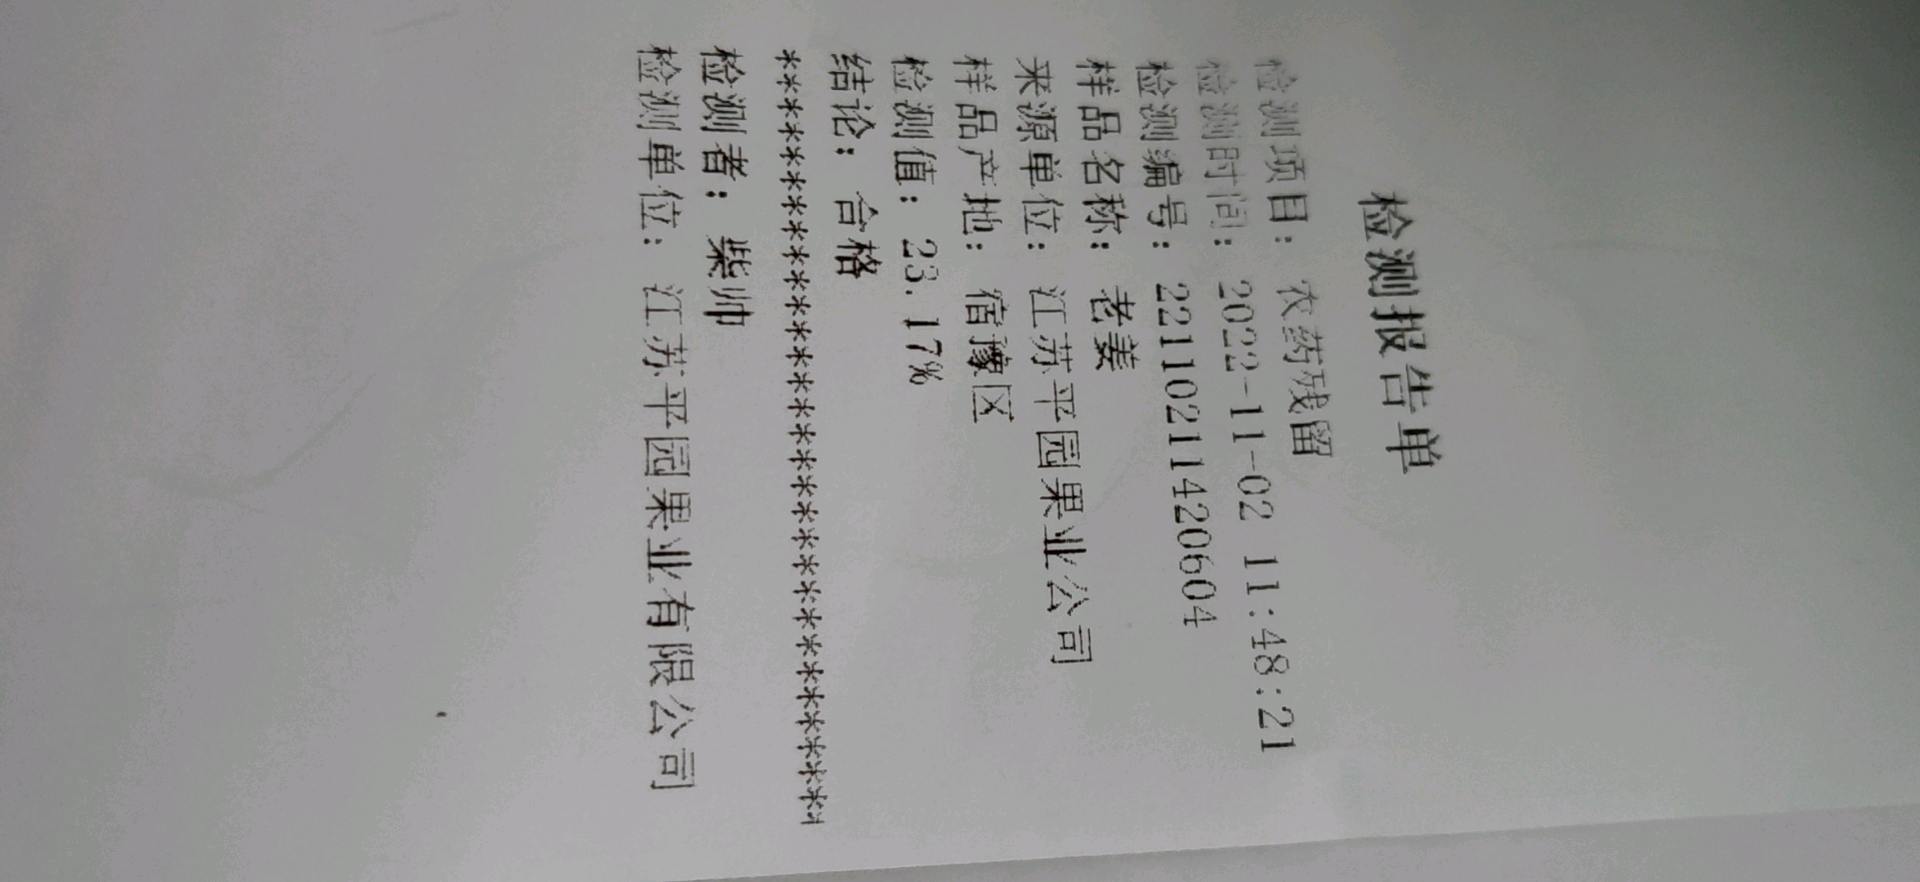 检测报告单
检测项目: 农药残留
检测时间: 2022-11-02 11:48:21
检测编号: 22110211420604
样品名称: 老姜
来源单位: 江苏平园果业公司
样品产地: 宿豫区
检测值: 23.17%
结论: 合格
********************************
检测者: 柴帅
检测单位: 江苏平园果业有限公司